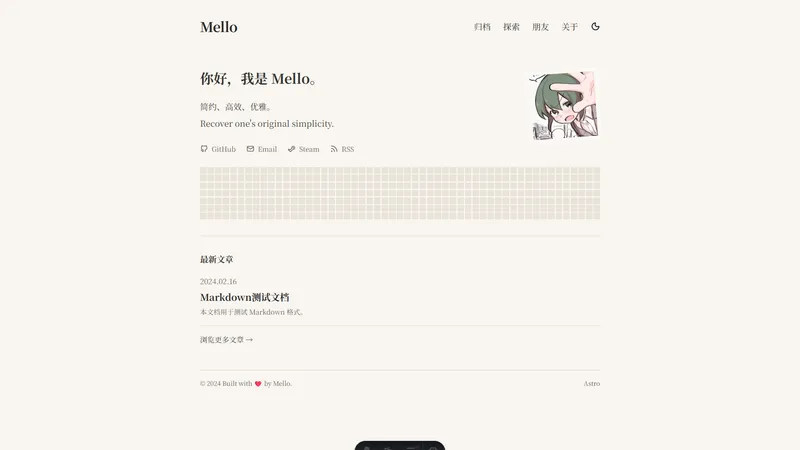 Mello
归档 探索 朋友 关于
你好，我是 Mello。
简约、高效、优雅。
Recover one's original simplicity.
GitHub Email Steam RSS
最新文章
2024.02.16
Markdown测试文档
本文档用于测试 Markdown 格式。
浏览更多文章 →
© 2024 Built with ❤ by Mello.
Astro